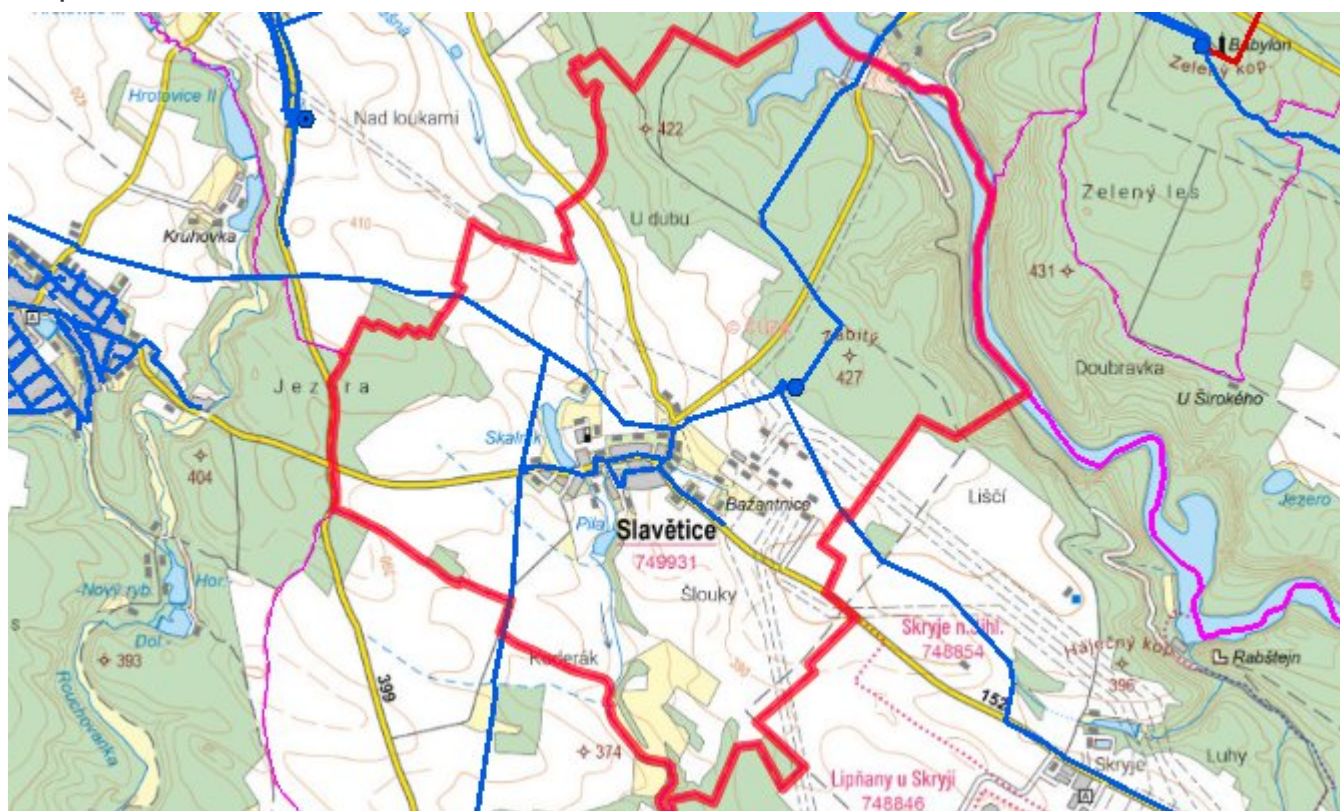 Babylon
Zelený kop.
Hrotovice II
Nad loukami
420
422
410
Zelený les
U dubu
Kruhovka
431
Zabitý
427
Doubravka
Jezera
U Širokého
Skalník
404
Liščí
Bažantnice
Jezero
Pila
Slavětice
749931
Nový ryb.
Hor.
Dol.
Šlouky
Skryje n.Jihl.
748854
Háječný kop.
Rabštejn
393
Kuderák
396
380
399
152
Rouchovanka
374
Luhy
Lipňany u Skryjí
748846
Skryje